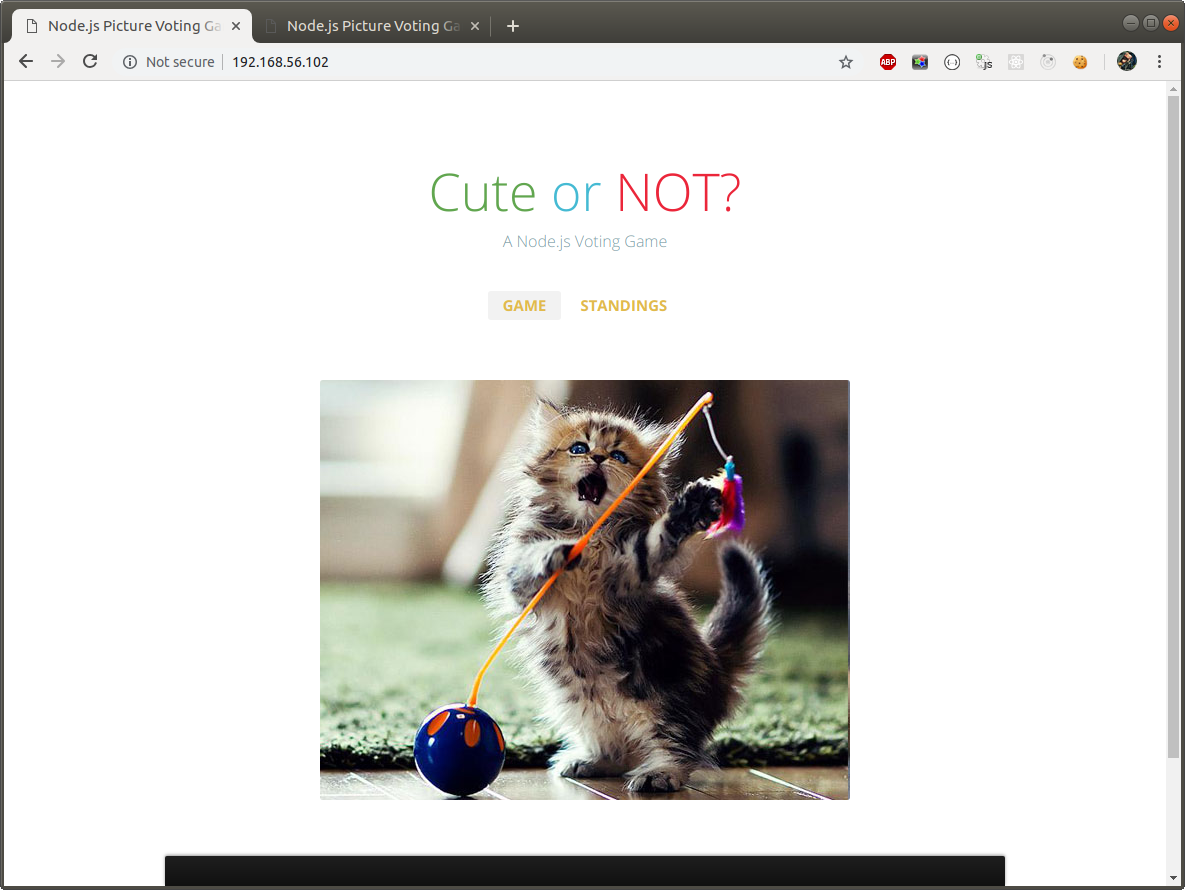 Node.js Picture Voting Ga
Node.js Picture Voting Ga
Not secure
192.168.56.102
ABP
js
Cute or NOT?
A Node.js Voting Game
GAME
STANDINGS